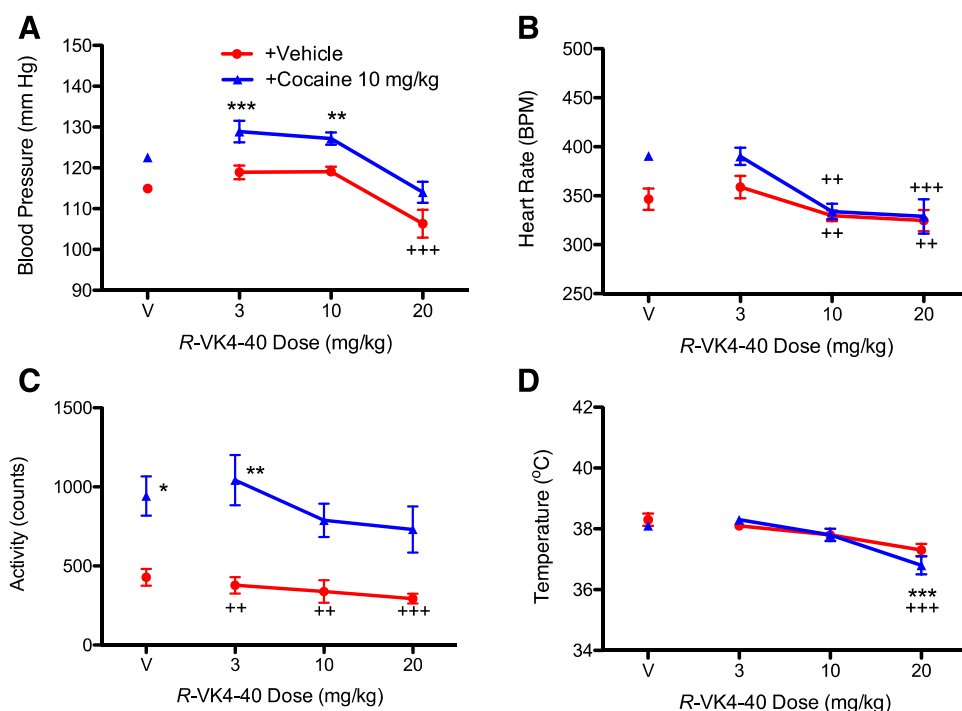 A
+Vehicle
+Cocaine 10 mg/kg
Blood Pressure (mm Hg)
150
140
130
120
110
100
90
***
**
+++
V
3
10
20
R-VK4-40 Dose (mg/kg)
B
Heart Rate (BPM)
500
450
400
350
300
250
++
+++
++
++
V
3
10
20
R-VK4-40 Dose (mg/kg)
C
Activity (counts)
1500
1000
500
0
*
**
++
++
+++
V
3
10
20
R-VK4-40 Dose (mg/kg)
D
Temperature (°C)
42
40
38
36
34
***
+++
V
3
10
20
R-VK4-40 Dose (mg/kg)